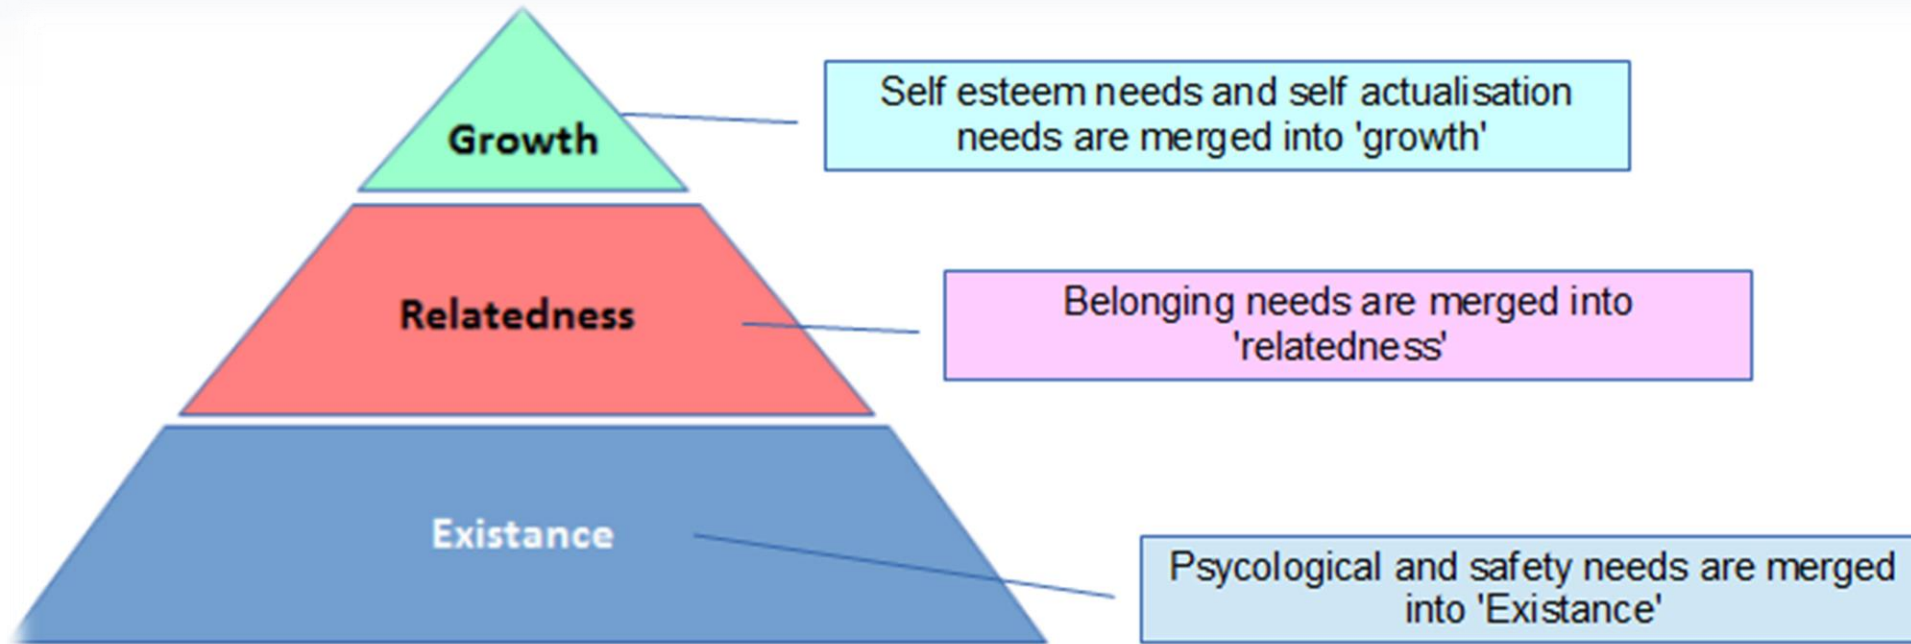 Growth
Self esteem needs and self actualisation
needs are merged into 'growth'
Relatedness
Belonging needs are merged into
'relatedness'
Existance
Psycological and safety needs are merged
into 'Existance'